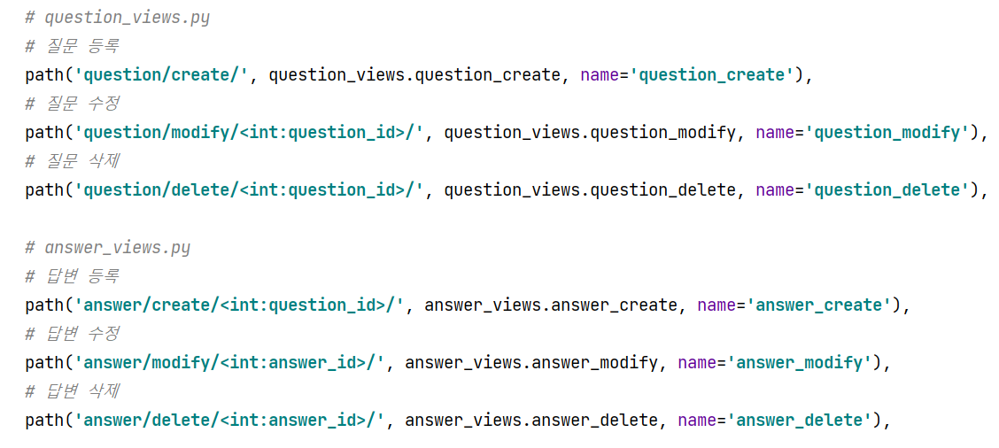 # question_views.py
# 질문 등록
path('question/create/', question_views.question_create, name='question_create'),
# 질문 수정
path('question/modify/<int:question_id>/', question_views.question_modify, name='question_modify'),
# 질문 삭제
path('question/delete/<int:question_id>/', question_views.question_delete, name='question_delete'),
# answer_views.py
# 답변 등록
path('answer/create/<int:question_id>/', answer_views.answer_create, name='answer_create'),
# 답변 수정
path('answer/modify/<int:answer_id>/', answer_views.answer_modify, name='answer_modify'),
# 답변 삭제
path('answer/delete/<int:answer_id>/', answer_views.answer_delete, name='answer_delete'),